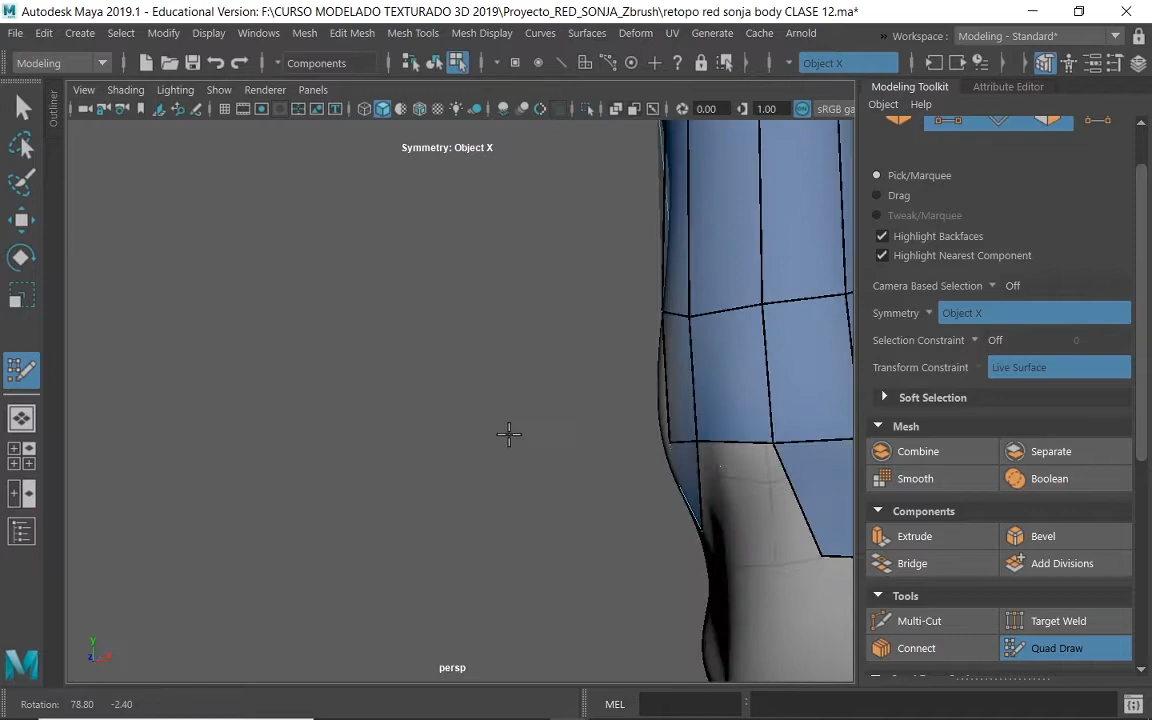 Autodesk Maya 2019.1 - Educational Version: F:\CURSO MODELADO TEXTURADO 3D 2019\Proyecto_RED_SONJA_Zbrush\retopo red sonja body CLASE 12.ma*
File Edit Create Select Modify Display Windows Mesh Edit Mesh Mesh Tools Mesh Display Curves Surfaces Deform UV Generate Cache Arnold
» Workspace : Modeling - Standard*
Modeling Components Object X
View Shading Lighting Show Renderer Panels
0.00 1.00 sRGB ga
Outliner
Symmetry: Object X
persp
y
Modeling Toolkit Attribute Editor
Object Help
Pick/Marquee
Drag
Tweak/Marquee
Highlight Backfaces
Highlight Nearest Component
Camera Based Selection Off
Symmetry Object X
Selection Constraint Off 0
Transform Constraint Live Surface
Soft Selection
Mesh
Combine Separate
Smooth Boolean
Components
Extrude Bevel
Bridge Add Divisions
Tools
Multi-Cut Target Weld
Connect Quad Draw
Rotation: 78.80 -2.40
MEL